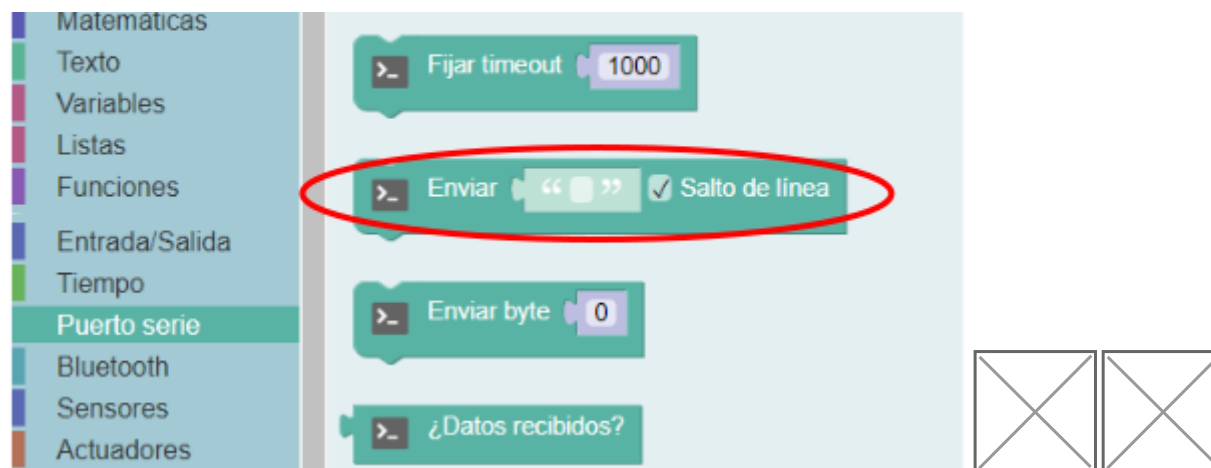 Matemáticas
Texto
Variables
Listas
Funciones
Entrada/Salida
Tiempo
Puerto serie
Bluetooth
Sensores
Actuadores
>_ Fijar timeout 1000
>_ Enviar “ ” ✓ Salto de línea
>_ Enviar byte 0
>_ ¿Datos recibidos?